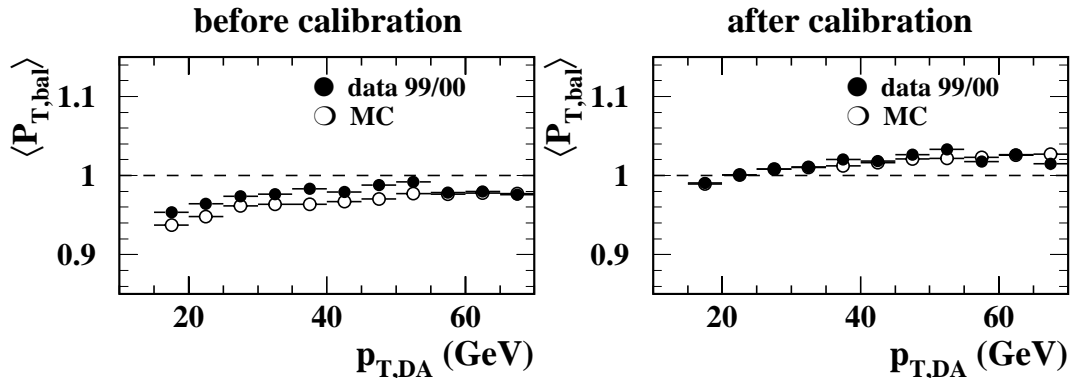 before calibration
⟨P_T,bal⟩
1.1
1
0.9
data 99/00
MC
20 40 60
p_T,DA (GeV)
after calibration
⟨P_T,bal⟩
1.1
1
0.9
data 99/00
MC
20 40 60
p_T,DA (GeV)